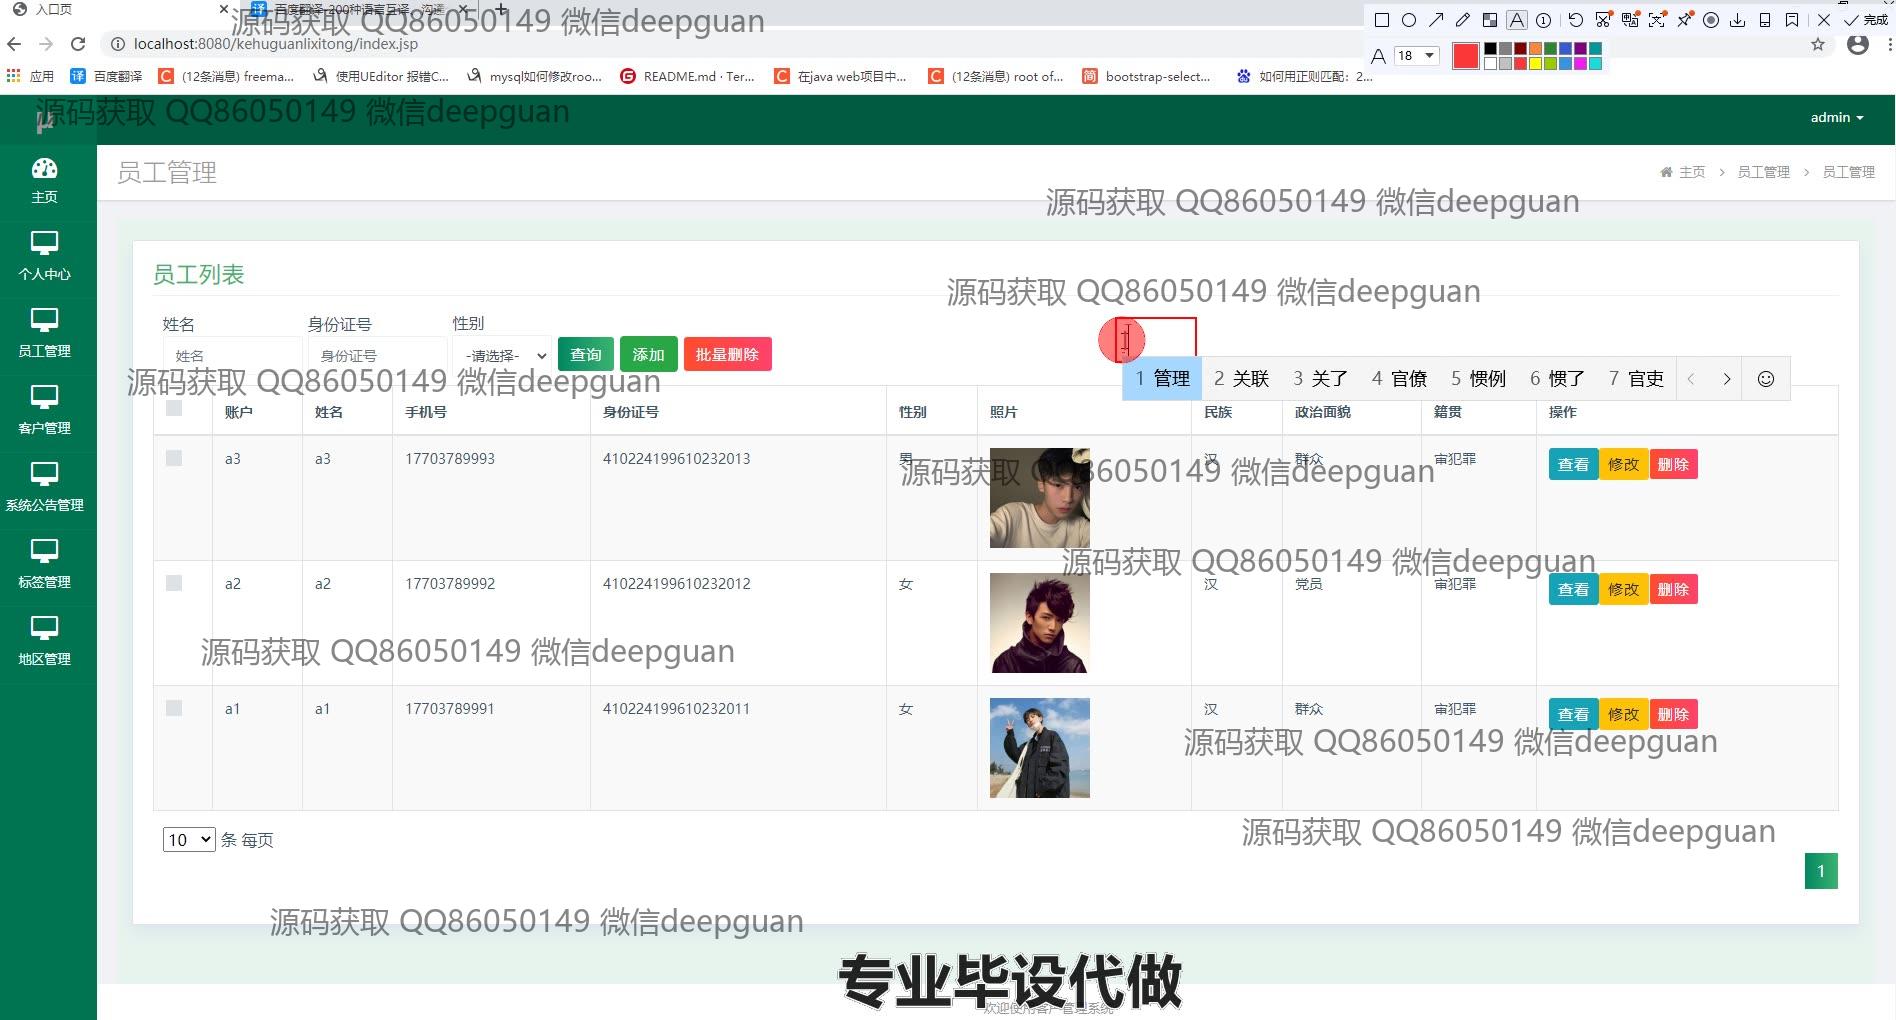 入口页
百度翻译-200种语言互译、沟通
源码获取 QQ86050149 微信deepguan
完成
localhost:8080/kehuguanlixitong/index.jsp
A 18
应用
百度翻译
(12条消息) freema...
使用UEditor 报错C...
mysql如何修改roo...
README.md · Ter...
在java web项目中...
(12条消息) root of...
bootstrap-select...
如何用正则匹配：2...
源码获取 QQ86050149 微信deepguan
μ
admin
主页
个人中心
员工管理
客户管理
系统公告管理
标签管理
地区管理
员工管理
主页 > 员工管理 > 员工管理
源码获取 QQ86050149 微信deepguan
员工列表
源码获取 QQ86050149 微信deepguan
姓名 身份证号 性别
姓名 身份证号 -请选择- 查询 添加 批量删除
1 管理 2 关联 3 关了 4 官僚 5 惯例 6 惯了 7 官吏
源码获取 QQ86050149 微信deepguan
账户 姓名 手机号 身份证号 性别 照片 民族 政治面貌 籍贯 操作
a3 a3 17703789993 410224199610232013 男 汉 群众 审犯罪 查看 修改 删除
源码获取 QQ86050149 微信deepguan
源码获取 QQ86050149 微信deepguan
a2 a2 17703789992 410224199610232012 女 汉 党员 审犯罪 查看 修改 删除
源码获取 QQ86050149 微信deepguan
a1 a1 17703789991 410224199610232011 女 汉 群众 审犯罪 查看 修改 删除
源码获取 QQ86050149 微信deepguan
10 条 每页
源码获取 QQ86050149 微信deepguan
1
源码获取 QQ86050149 微信deepguan
专业毕设代做
欢迎使用客户管理系统